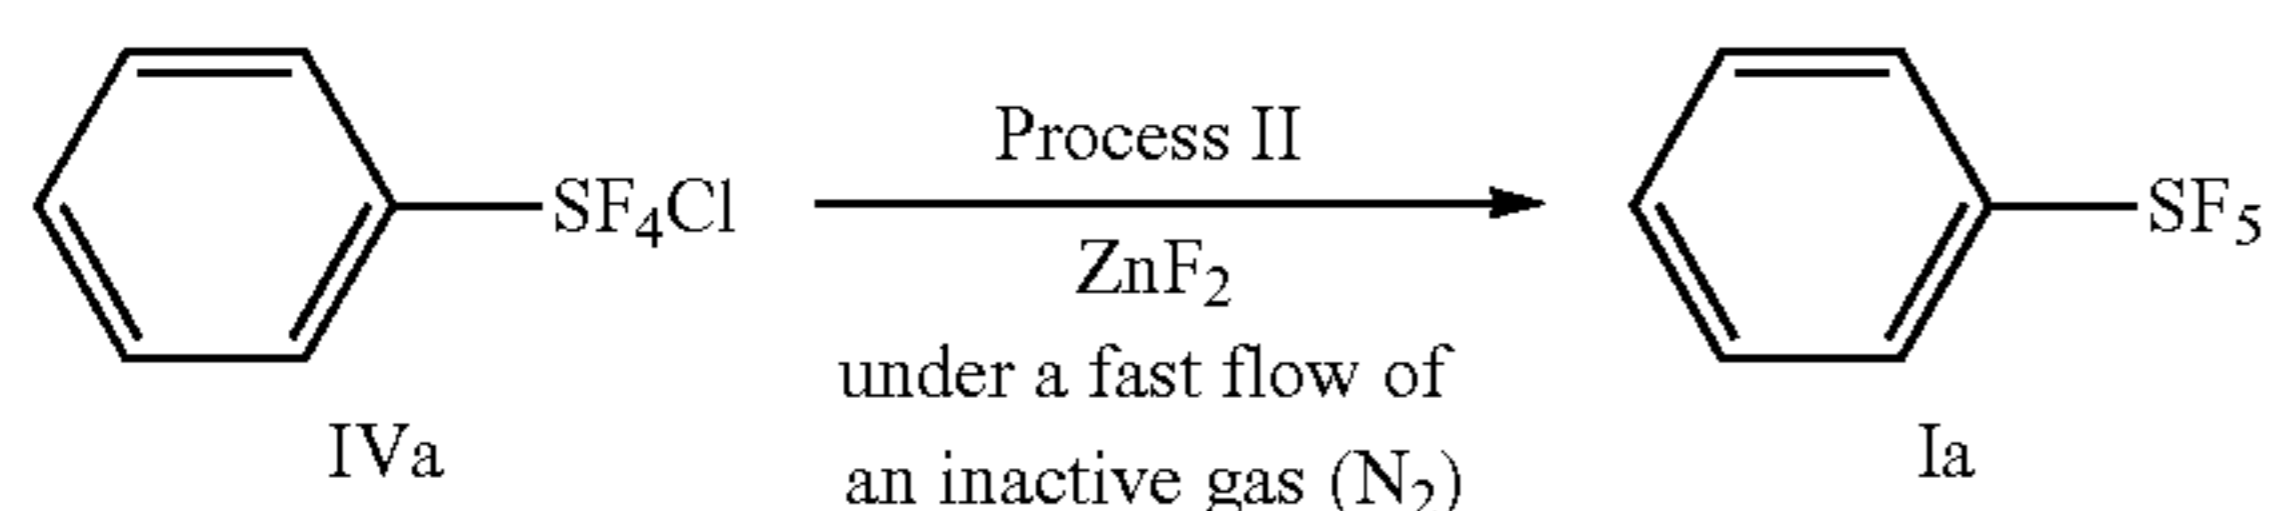 Process II
SF₄Cl
SF₅
ZnF₂
under a fast flow of
an inactive gas (N₂)
IVa
Ia